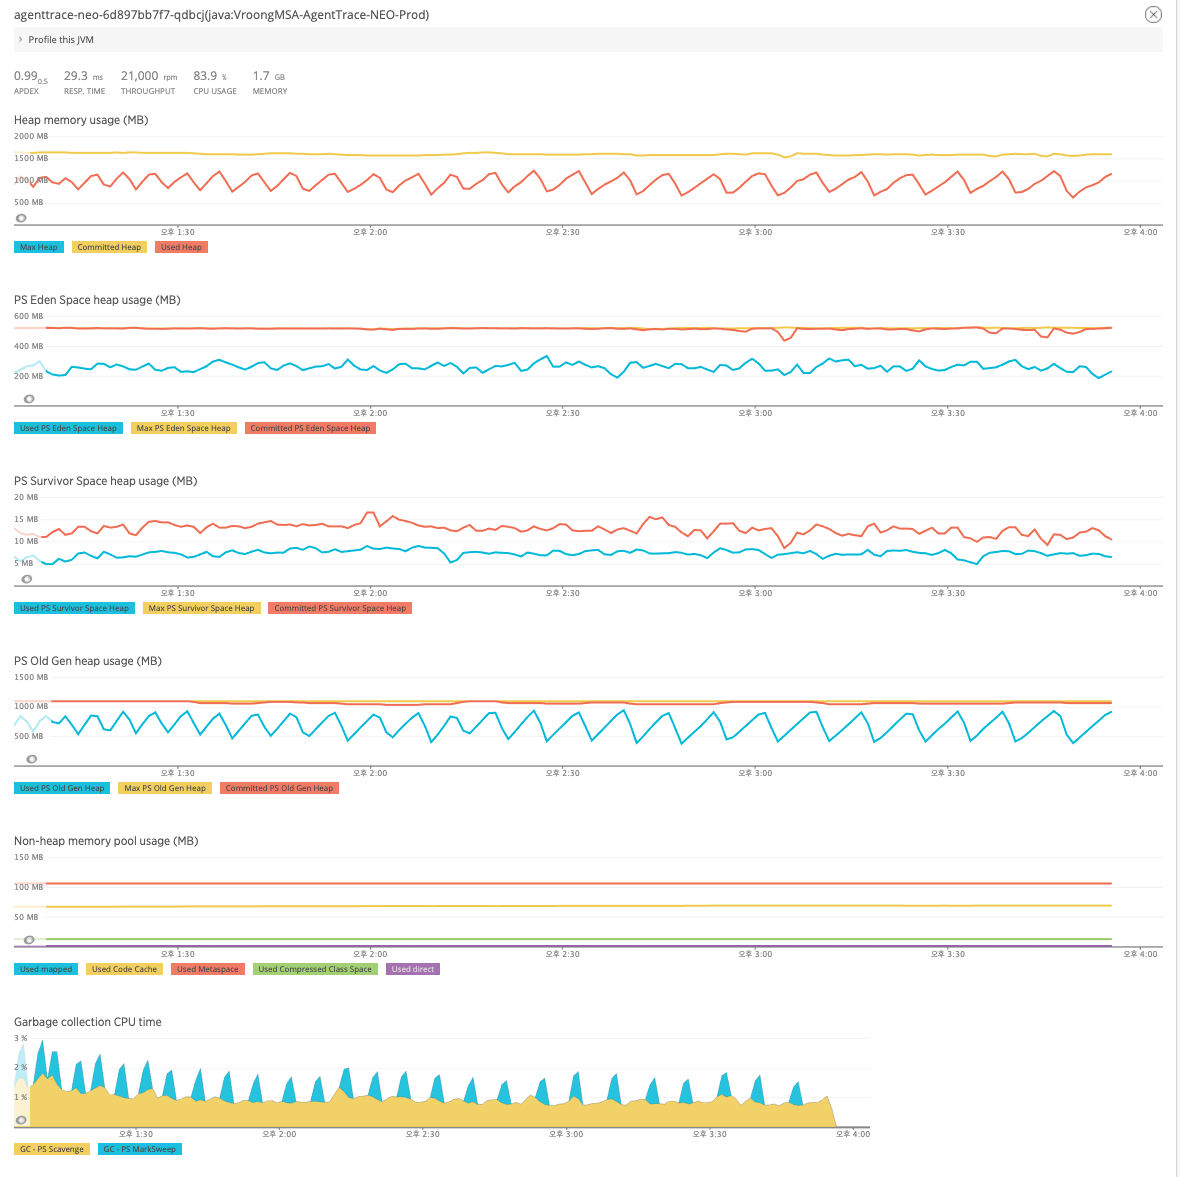 agenttrace-neo-6d897bb7f7-qdbcj(java:VroongMSA-AgentTrace-NEO-Prod)
Profile this JVM
0.99 0.5 29.3 ms 21,000 rpm 83.9 % 1.7 GB
APDEX RESP. TIME THROUGHPUT CPU USAGE MEMORY
Heap memory usage (MB)
2000 MB
1500 MB
1000 MB
500 MB
오후 1:30 오후 2:00 오후 2:30 오후 3:00 오후 3:30 오후 4:00
Max Heap Committed Heap Used Heap
PS Eden Space heap usage (MB)
600 MB
400 MB
200 MB
오후 1:30 오후 2:00 오후 2:30 오후 3:00 오후 3:30 오후 4:00
Used PS Eden Space Heap Max PS Eden Space Heap Committed PS Eden Space Heap
PS Survivor Space heap usage (MB)
20 MB
15 MB
10 MB
5 MB
오후 1:30 오후 2:00 오후 2:30 오후 3:00 오후 3:30 오후 4:00
Used PS Survivor Space Heap Max PS Survivor Space Heap Committed PS Survivor Space Heap
PS Old Gen heap usage (MB)
1500 MB
1000 MB
500 MB
오후 1:30 오후 2:00 오후 2:30 오후 3:00 오후 3:30 오후 4:00
Used PS Old Gen Heap Max PS Old Gen Heap Committed PS Old Gen Heap
Non-heap memory pool usage (MB)
150 MB
100 MB
50 MB
오후 1:30 오후 2:00 오후 2:30 오후 3:00 오후 3:30 오후 4:00
Used mapped Used Code Cache Used Metaspace Used Compressed Class Space Used direct
Garbage collection CPU time
3 %
2 %
1 %
오후 1:30 오후 2:00 오후 2:30 오후 3:00 오후 3:30 오후 4:00
GC - PS Scavenge GC - PS MarkSweep